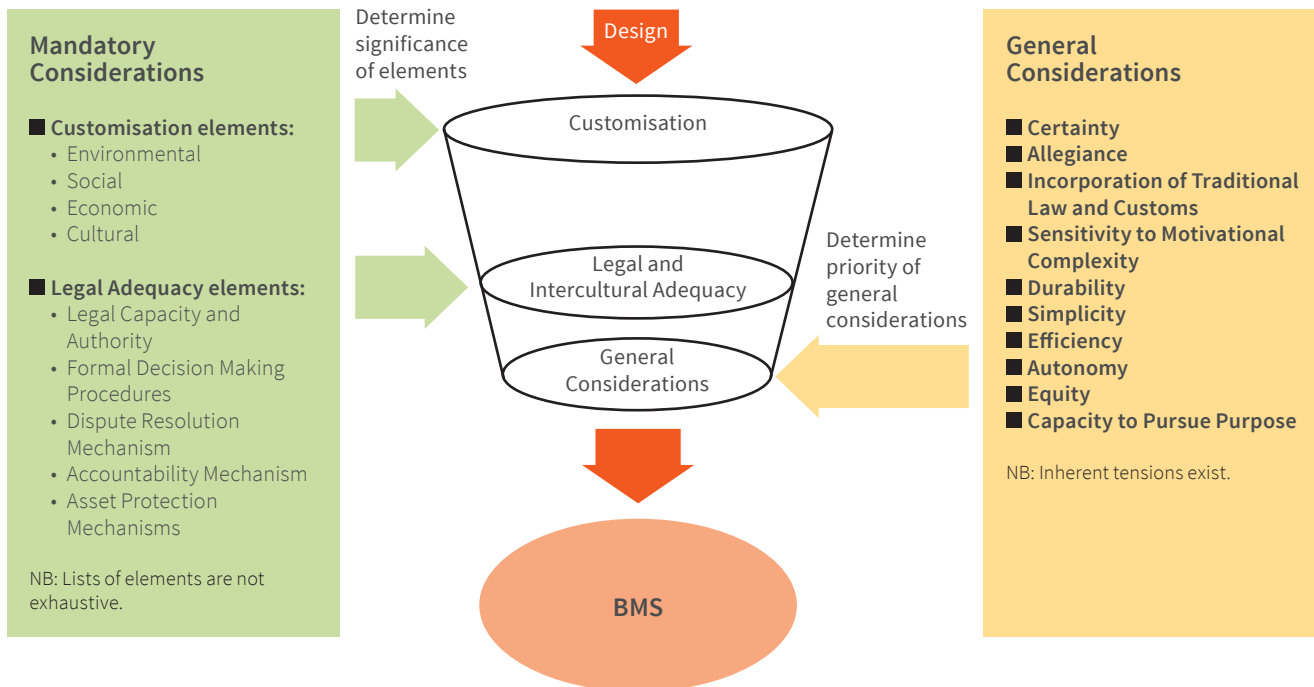 Mandatory
Considerations
Customisation elements:
• Environmental
• Social
• Economic
• Cultural
Legal Adequacy elements:
• Legal Capacity and
Authority
• Formal Decision Making
Procedures
• Dispute Resolution
Mechanism
• Accountability Mechanism
• Asset Protection
Mechanisms
NB: Lists of elements are not
exhaustive.
Determine
significance
of elements
Design
Customisation
Legal and
Intercultural Adequacy
General
Considerations
BMS
Determine
priority of
general
considerations
General
Considerations
Certainty
Allegiance
Incorporation of Traditional
Law and Customs
Sensitivity to Motivational
Complexity
Durability
Simplicity
Efficiency
Autonomy
Equity
Capacity to Pursue Purpose
NB: Inherent tensions exist.